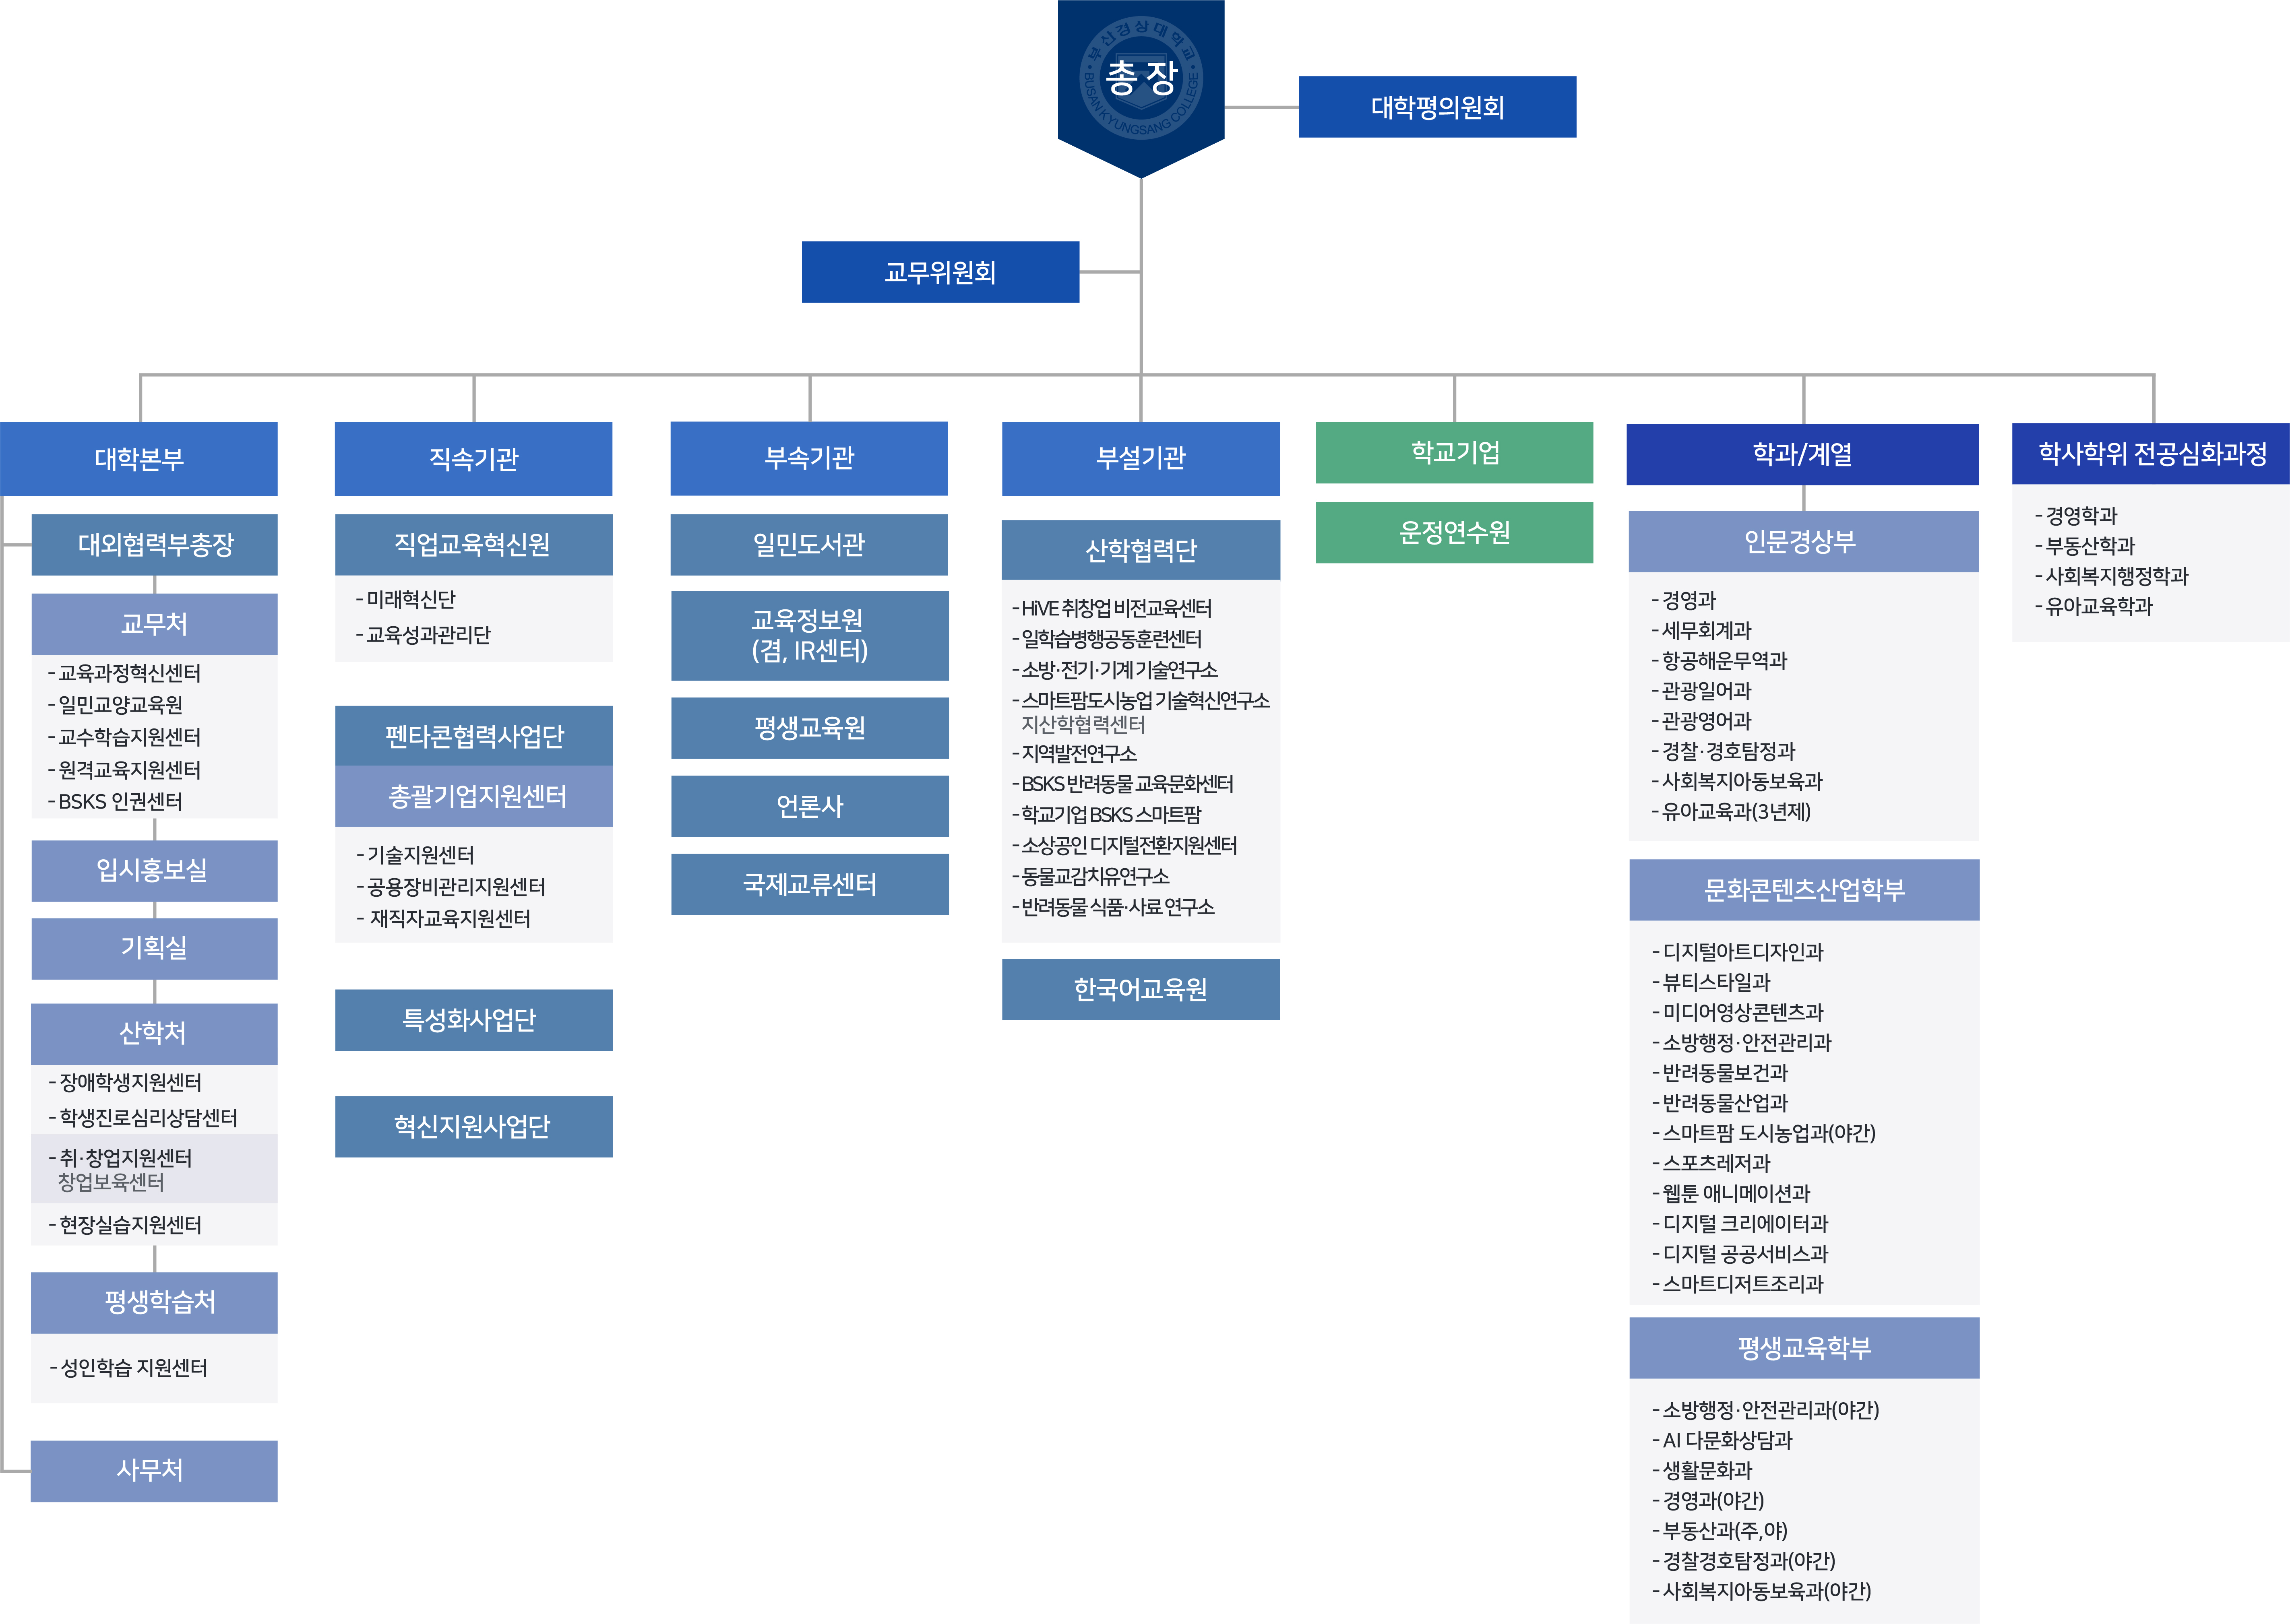 부산경상대학교
BUSAN KYUNGSANG COLLEGE
총 장
대학평의원회
교무위원회
대학본부
대외협력부총장
교무처
- 교육과정혁신센터
- 일민교양교육원
- 교수학습지원센터
- 원격교육지원센터
- BSKS 인권센터
입시홍보실
기획실
산학처
- 장애학생지원센터
- 학생진로심리상담센터
- 취·창업지원센터
창업보육센터
- 현장실습지원센터
평생학습처
- 성인학습 지원센터
사무처
직속기관
직업교육혁신원
- 미래혁신단
- 교육성과관리단
펜타콘협력사업단
총괄기업지원센터
- 기술지원센터
- 공용장비관리지원센터
- 재직자교육지원센터
특성화사업단
혁신지원사업단
부속기관
일민도서관
교육정보원
(겸, IR센터)
평생교육원
언론사
국제교류센터
부설기관
산학협력단
- HiVE 취창업 비전교육센터
- 일학습병행공동훈련센터
- 소방·전기·기계 기술연구소
- 스마트팜도시농업 기술혁신연구소
지산학협력센터
- 지역발전연구소
- BSKS 반려동물 교육문화센터
- 학교기업 BSKS 스마트팜
- 소상공인 디지털전환지원센터
- 동물교감치유연구소
- 반려동물 식품·사료 연구소
한국어교육원
학교기업
운정연수원
학과/계열
인문경상부
- 경영과
- 세무회계과
- 항공해운무역과
- 관광일어과
- 관광영어과
- 경찰·경호탐정과
- 사회복지아동보육과
- 유아교육과(3년제)
문화콘텐츠산업학부
- 디지털아트디자인과
- 뷰티스타일과
- 미디어영상콘텐츠과
- 소방행정·안전관리과
- 반려동물보건과
- 반려동물산업과
- 스마트팜 도시농업과(야간)
- 스포츠레저과
- 웹툰 애니메이션과
- 디지털 크리에이터과
- 디지털 공공서비스과
- 스마트디저트조리과
평생교육학부
- 소방행정·안전관리과(야간)
- AI 다문화상담과
- 생활문화과
- 경영과(야간)
- 부동산과(주,야)
- 경찰경호탐정과(야간)
- 사회복지아동보육과(야간)
학사학위 전공심화과정
- 경영학과
- 부동산학과
- 사회복지행정학과
- 유아교육학과